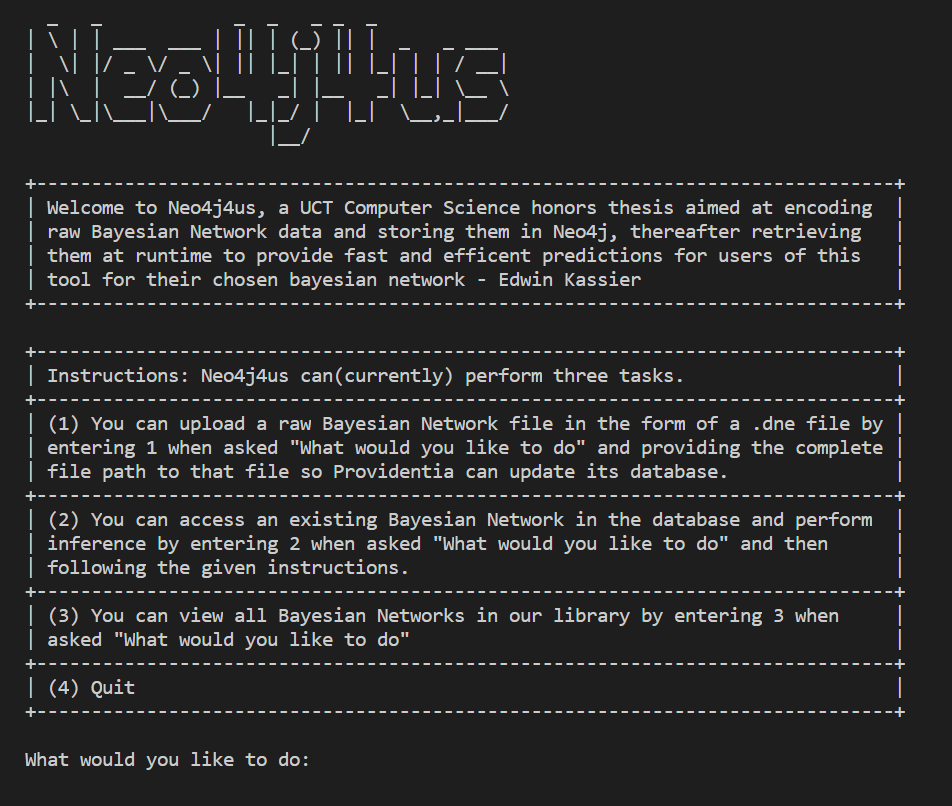 Neo4j4us
Welcome to Neo4j4us, a UCT Computer Science honors thesis aimed at encoding
raw Bayesian Network data and storing them in Neo4j, thereafter retrieving
them at runtime to provide fast and efficent predictions for users of this
tool for their chosen bayesian network - Edwin Kassier
Instructions: Neo4j4us can(currently) perform three tasks.
(1) You can upload a raw Bayesian Network file in the form of a .dne file by
entering 1 when asked "What would you like to do" and providing the complete
file path to that file so Providentia can update its database.
(2) You can access an existing Bayesian Network in the database and perform
inference by entering 2 when asked "What would you like to do" and then
following the given instructions.
(3) You can view all Bayesian Networks in our library by entering 3 when
asked "What would you like to do"
(4) Quit
What would you like to do: